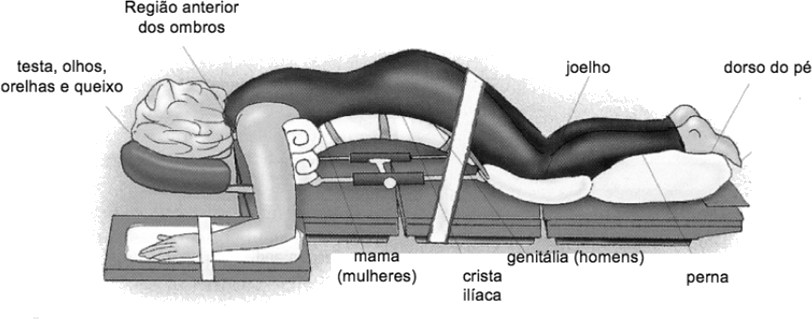 Região anterior
dos ombros
testa, olhos,
orelhas e queixo
joelho
dorso do pé
mama
(mulheres)
crista
ilíaca
genitália (homens)
perna